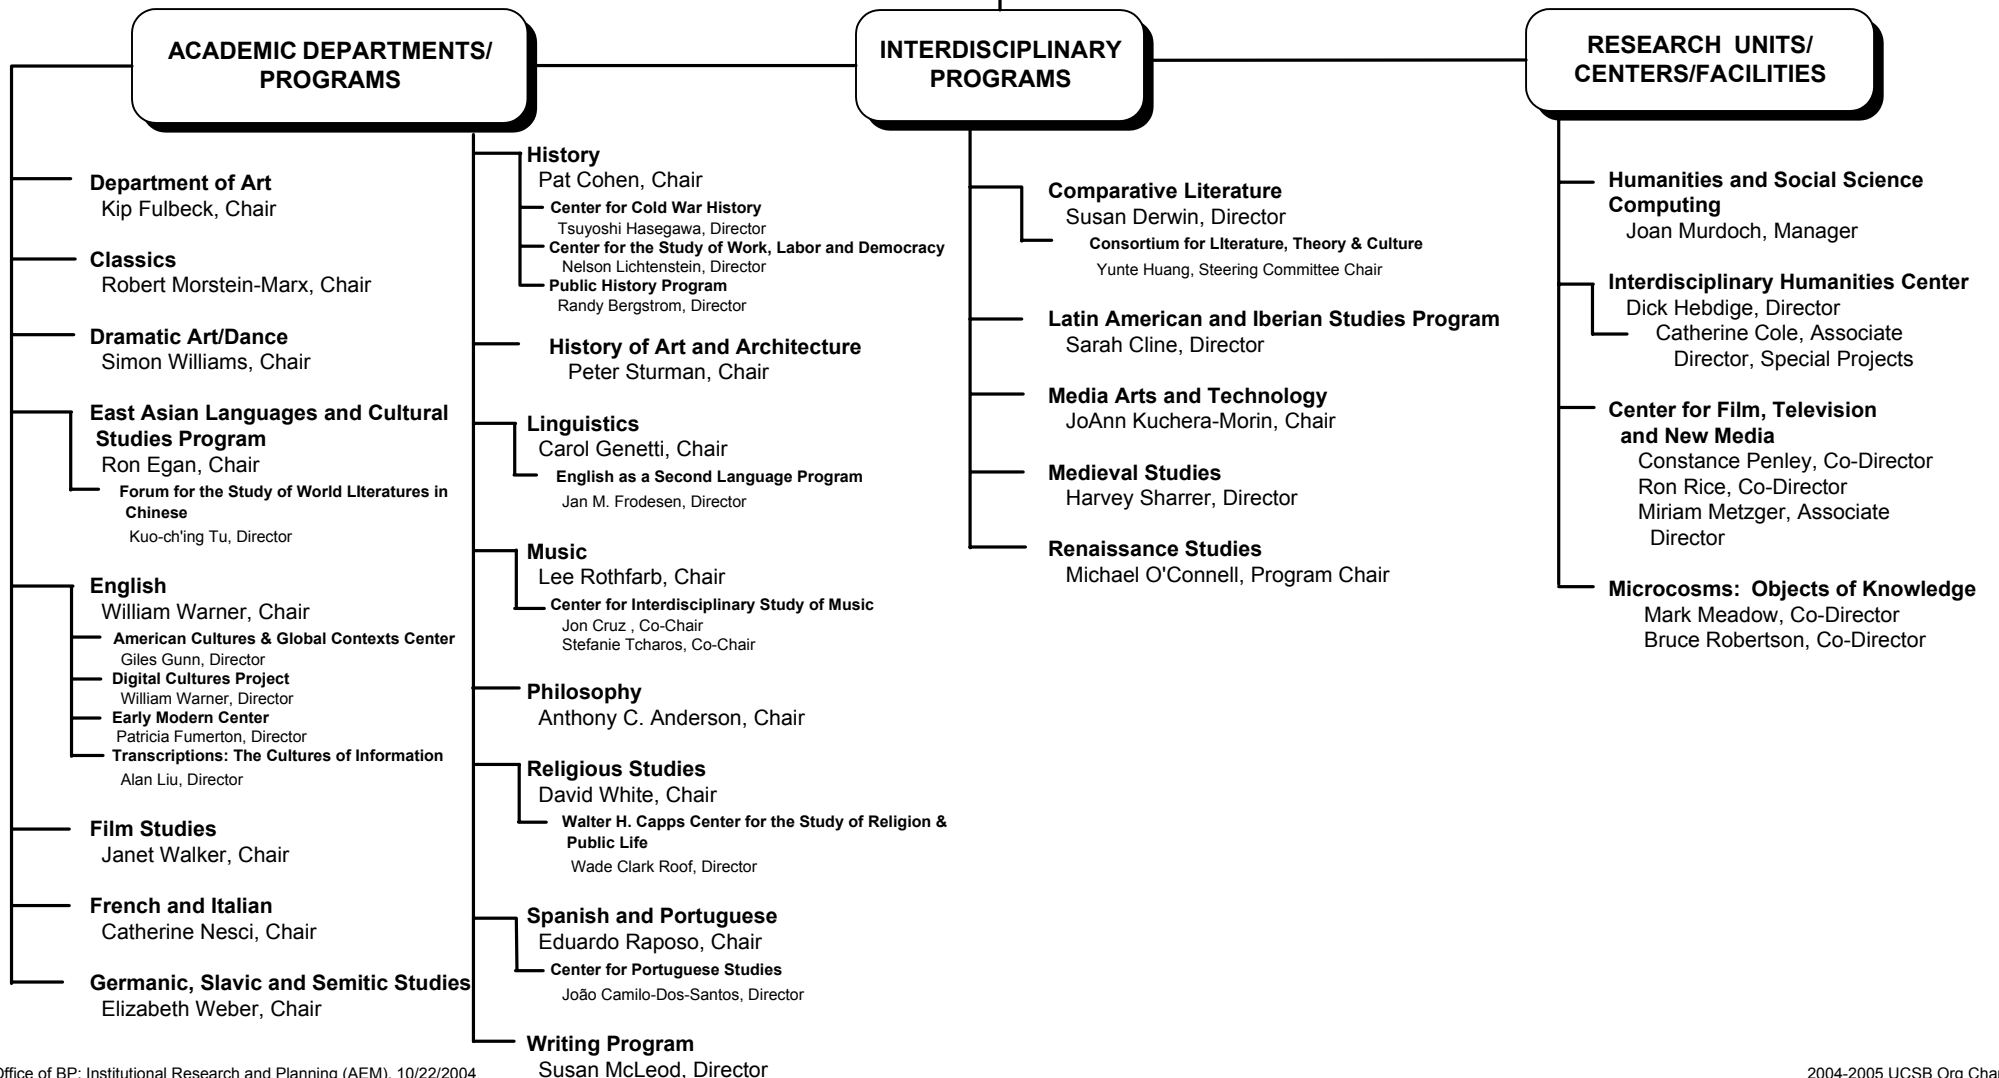 ACADEMIC DEPARTMENTS/
PROGRAMS
Department of Art
Kip Fulbeck, Chair
Classics
Robert Morstein-Marx, Chair
Dramatic Art/Dance
Simon Williams, Chair
East Asian Languages and Cultural
Studies Program
Ron Egan, Chair
Forum for the Study of World LIteratures in
Chinese
Kuo-ch'ing Tu, Director
English
William Warner, Chair
American Cultures & Global Contexts Center
Giles Gunn, Director
Digital Cultures Project
William Warner, Director
Early Modern Center
Patricia Fumerton, Director
Transcriptions: The Cultures of Information
Alan Liu, Director
Film Studies
Janet Walker, Chair
French and Italian
Catherine Nesci, Chair
Germanic, Slavic and Semitic Studies
Elizabeth Weber, Chair
History
Pat Cohen, Chair
Center for Cold War History
Tsuyoshi Hasegawa, Director
Center for the Study of Work, Labor and Democracy
Nelson Lichtenstein, Director
Public History Program
Randy Bergstrom, Director
History of Art and Architecture
Peter Sturman, Chair
Linguistics
Carol Genetti, Chair
English as a Second Language Program
Jan M. Frodesen, Director
Music
Lee Rothfarb, Chair
Center for Interdisciplinary Study of Music
Jon Cruz , Co-Chair
Stefanie Tcharos, Co-Chair
Philosophy
Anthony C. Anderson, Chair
Religious Studies
David White, Chair
Walter H. Capps Center for the Study of Religion &
Public Life
Wade Clark Roof, Director
Spanish and Portuguese
Eduardo Raposo, Chair
Center for Portuguese Studies
João Camilo-Dos-Santos, Director
Writing Program
Susan McLeod, Director
INTERDISCIPLINARY
PROGRAMS
Comparative Literature
Susan Derwin, Director
Consortium for LIterature, Theory & Culture
Yunte Huang, Steering Committee Chair
Latin American and Iberian Studies Program
Sarah Cline, Director
Media Arts and Technology
JoAnn Kuchera-Morin, Chair
Medieval Studies
Harvey Sharrer, Director
Renaissance Studies
Michael O'Connell, Program Chair
RESEARCH UNITS/
CENTERS/FACILITIES
Humanities and Social Science
Computing
Joan Murdoch, Manager
Interdisciplinary Humanities Center
Dick Hebdige, Director
Catherine Cole, Associate
Director, Special Projects
Center for Film, Television
and New Media
Constance Penley, Co-Director
Ron Rice, Co-Director
Miriam Metzger, Associate
Director
Microcosms: Objects of Knowledge
Mark Meadow, Co-Director
Bruce Robertson, Co-Director
Office of BP: Institutional Research and Planning (AEM), 10/22/2004
2004-2005 UCSB Org Char